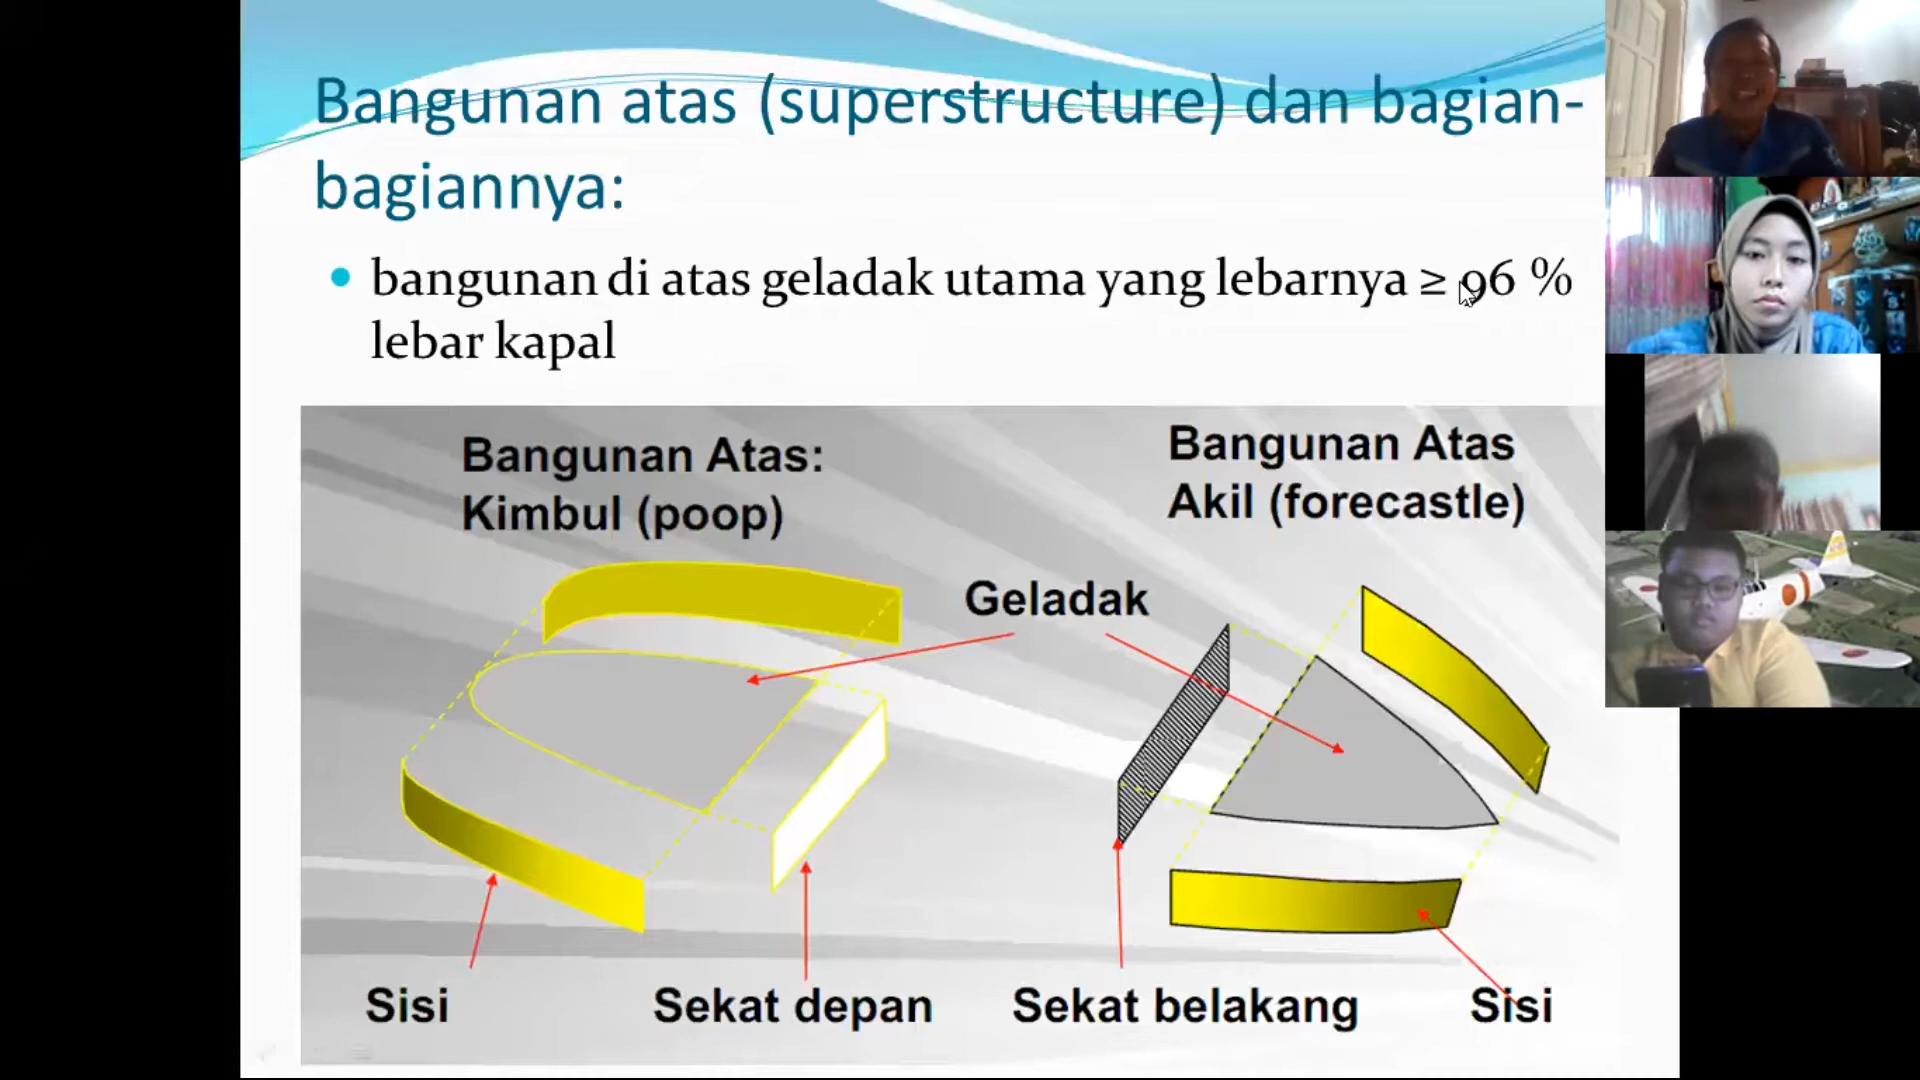 Bangunan atas (superstructure) dan bagian-
bagiannya:
bangunan di atas geladak utama yang lebarnya ≥ 96 %
lebar kapal
Bangunan Atas:
Kimbul (poop)
Bangunan Atas
Akil (forecastle)
Geladak
Sisi
Sekat depan
Sekat belakang
Sisi